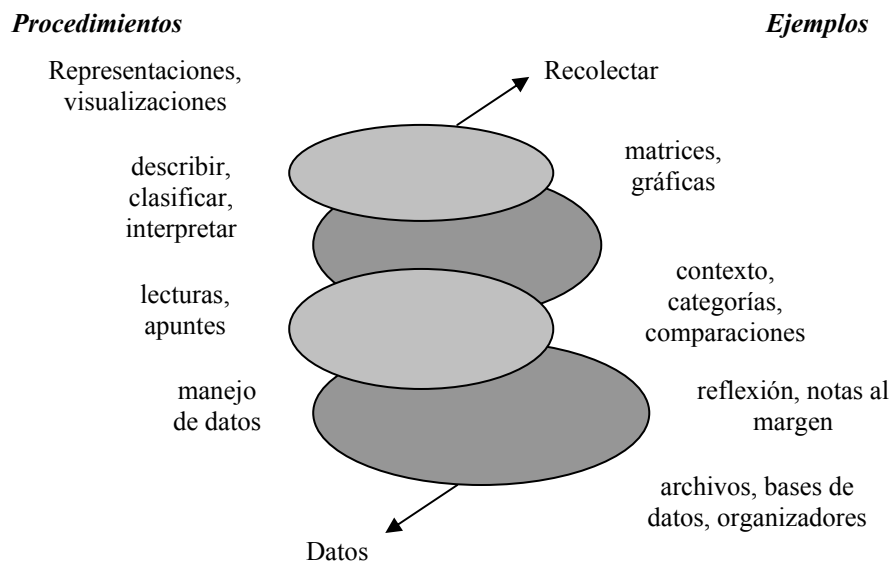 Procedimientos
Ejemplos
Representaciones,
visualizaciones
Recolectar
describir,
clasificar,
interpretar
matrices,
gráficas
lecturas,
apuntes
contexto,
categorías,
comparaciones
manejo
de datos
reflexión, notas al
margen
archivos, bases de
datos, organizadores
Datos